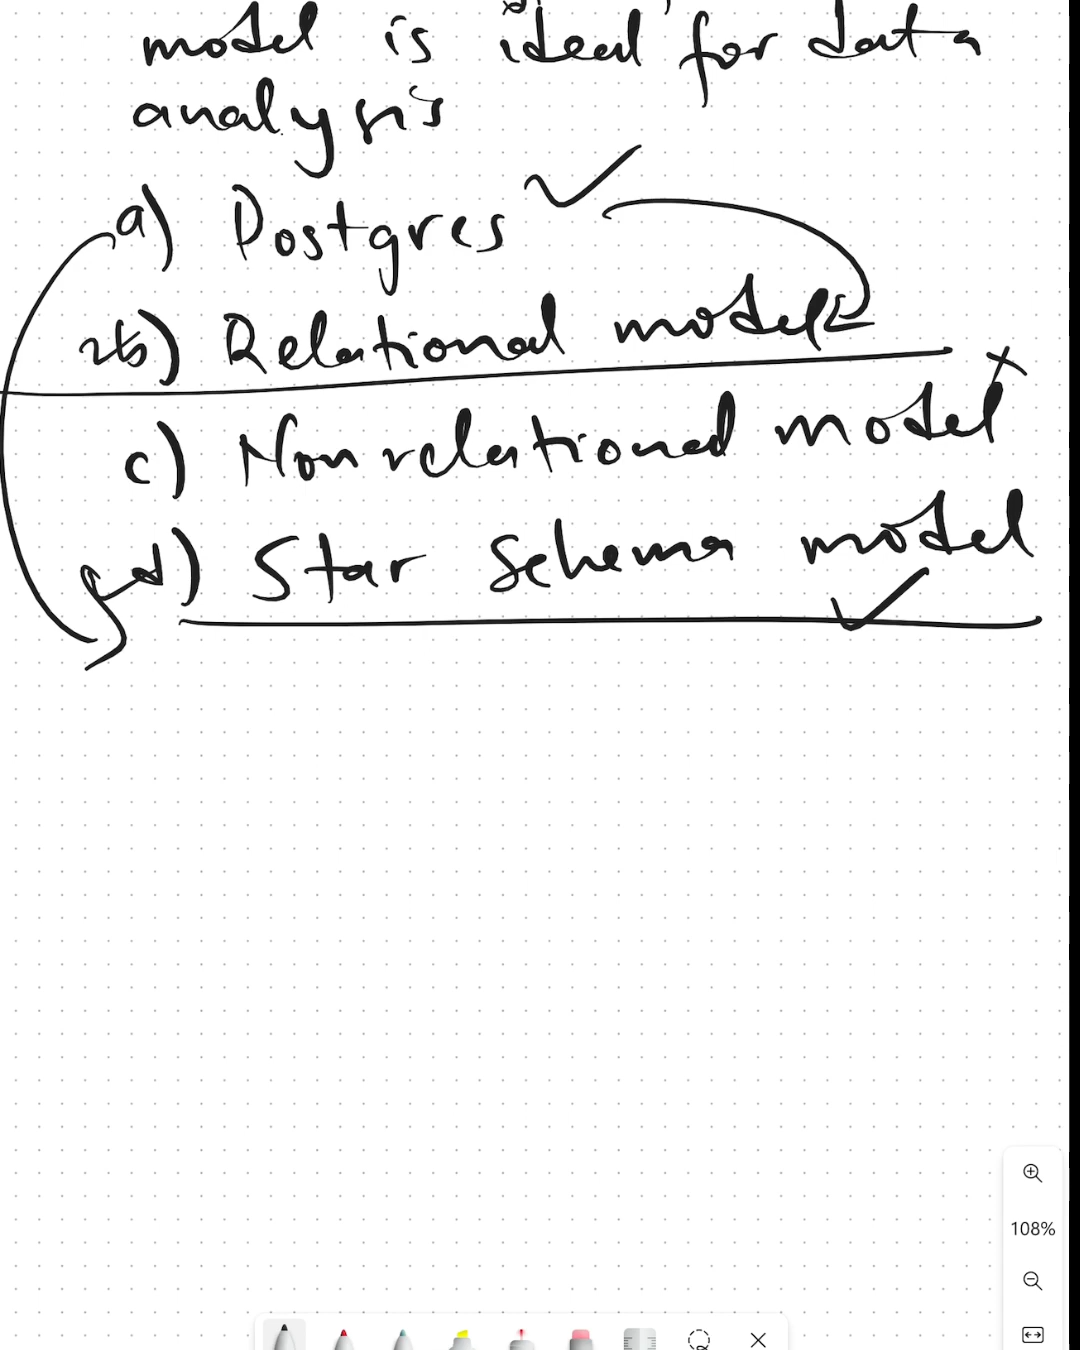 model is ideal for data
analysis
a) Postgres
b) Relational model
c) Non relational model
d) Star Schema model
108%